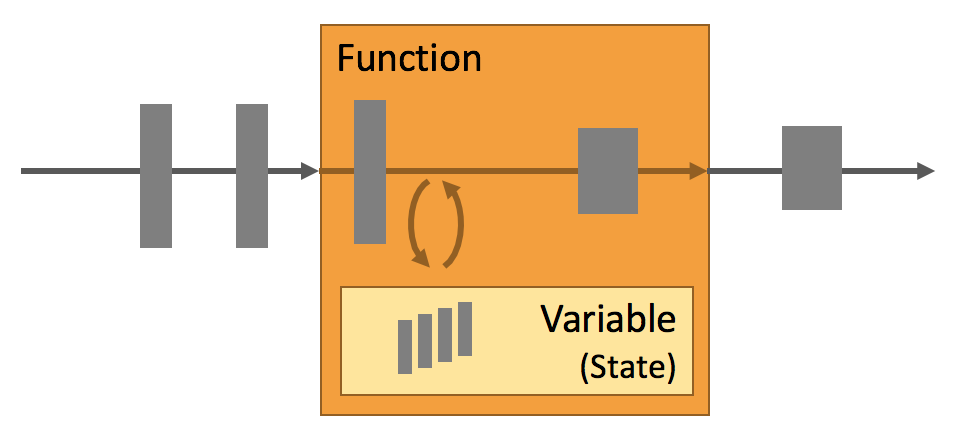 Function
Variable
(State)